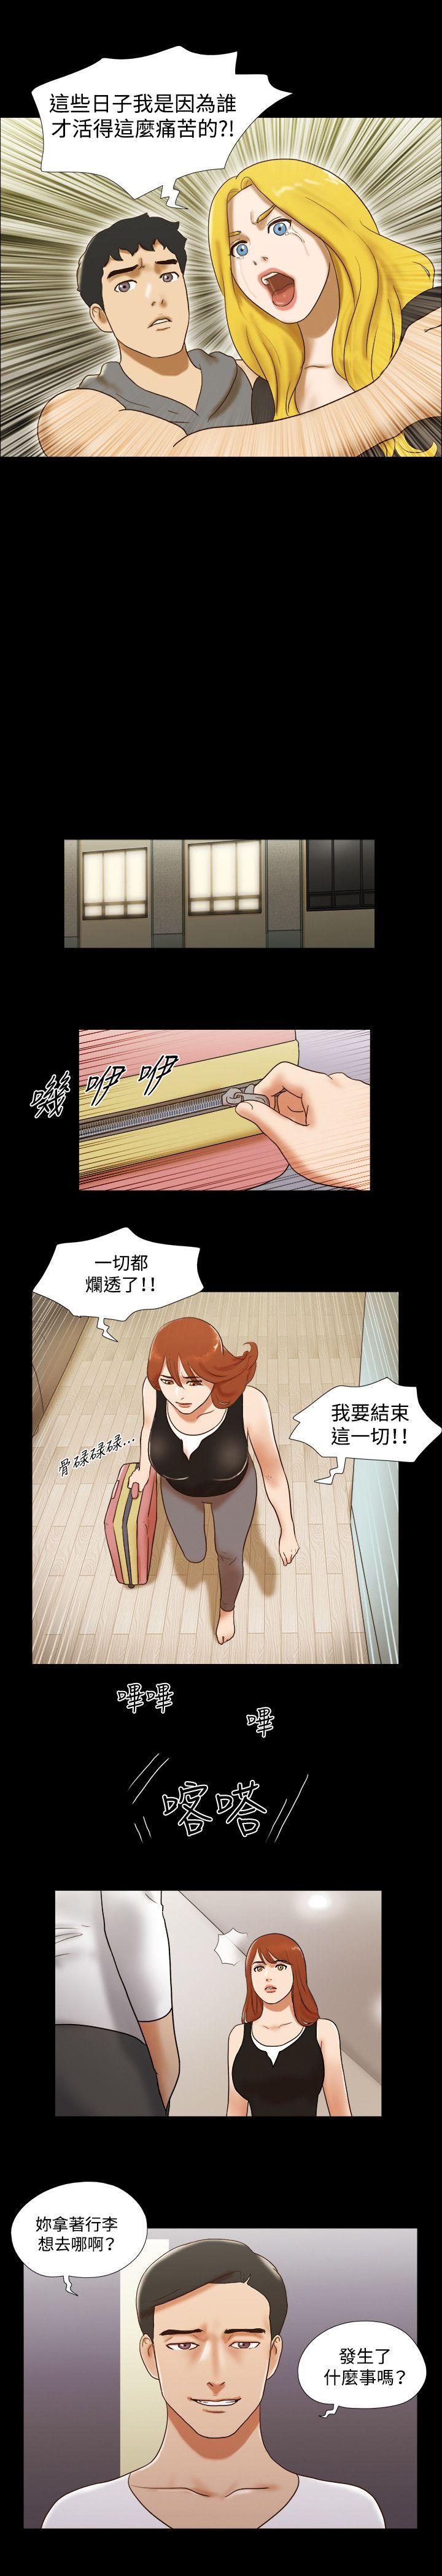 這些日子我是因為誰
才活得這麼痛苦的?!
嘰咿咿
一切都
爛透了!!
我要結束
這一切!!
骨碌碌碌…
嗶嗶
嗶
喀嗒
妳拿著行李
想去哪啊?
發生了
什麼事嗎?